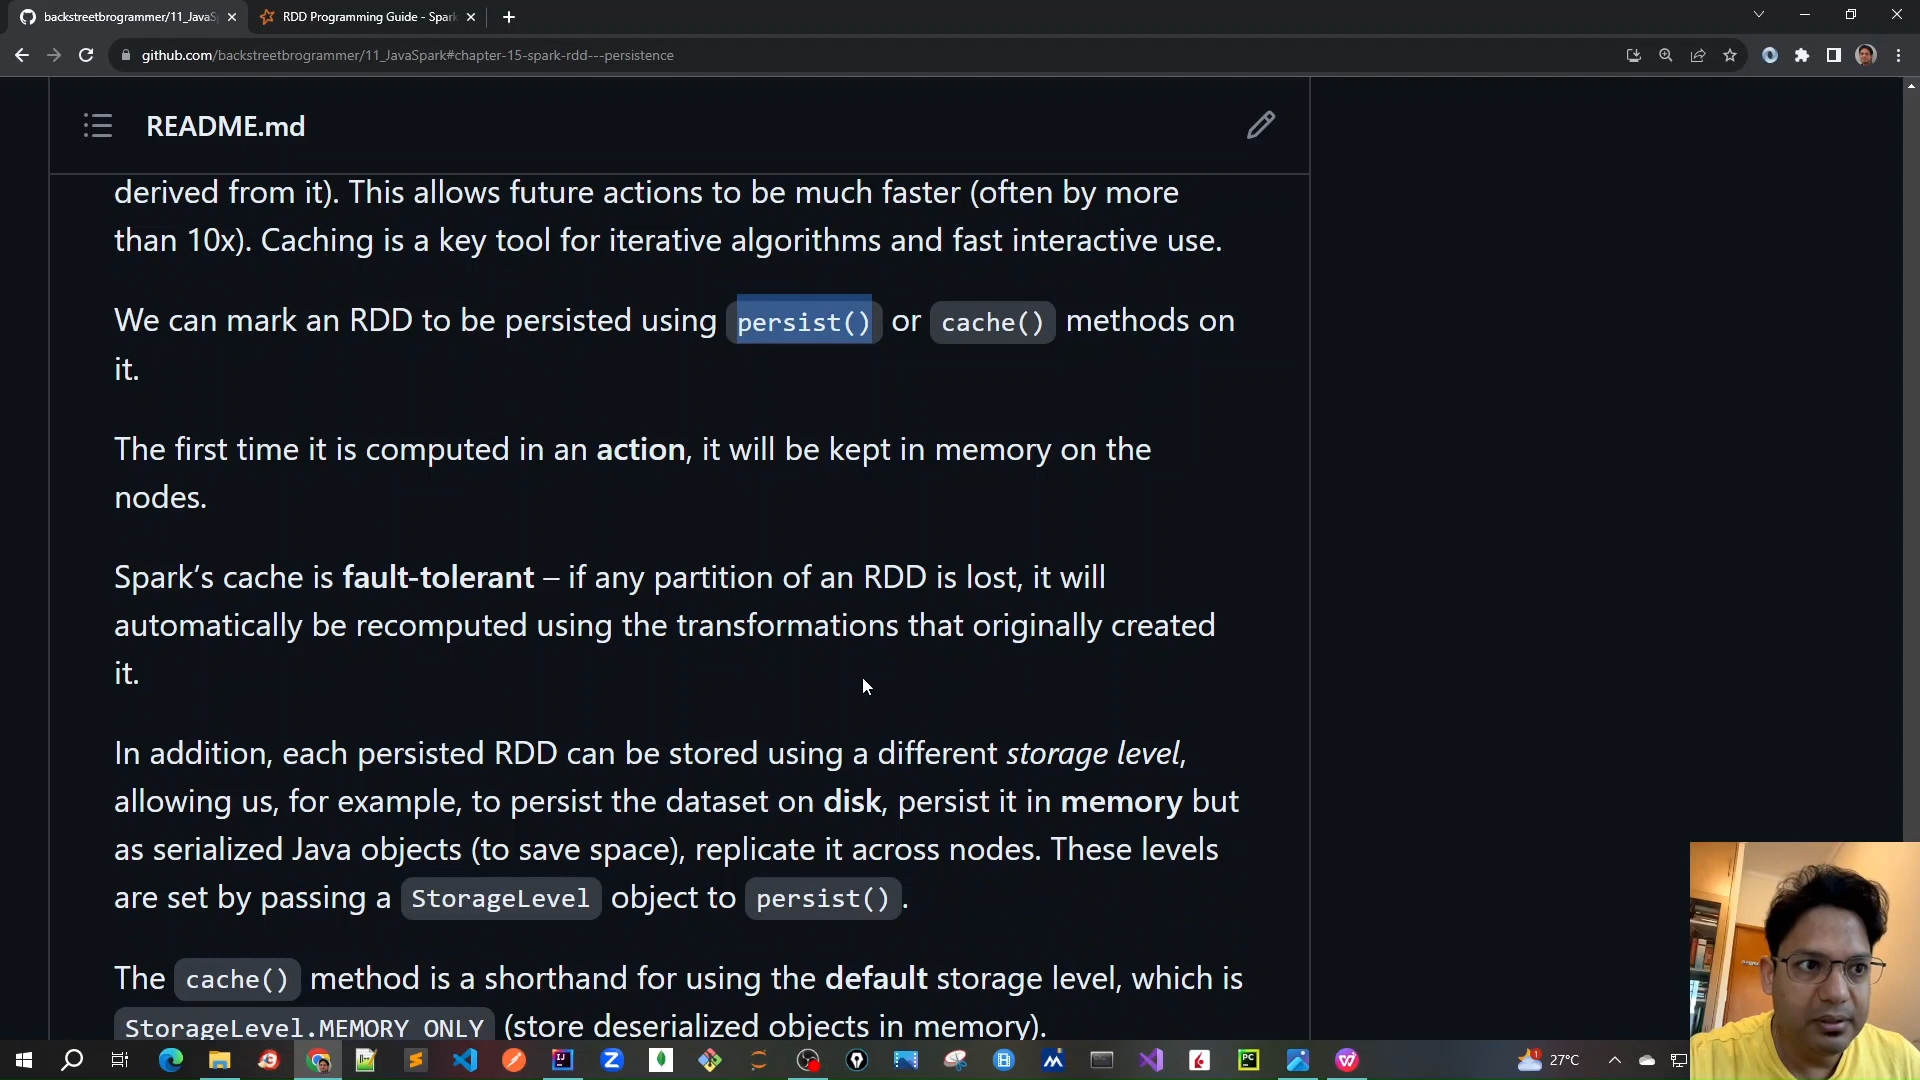 backstreetbrogrammer/11_JavaS
RDD Programming Guide - Spark
github.com/backstreetbrogrammer/11_JavaSpark#chapter-15-spark-rdd---persistence
README.md
derived from it). This allows future actions to be much faster (often by more
than 10x). Caching is a key tool for iterative algorithms and fast interactive use.
We can mark an RDD to be persisted using persist() or cache() methods on
it.
The first time it is computed in an action, it will be kept in memory on the
nodes.
Spark’s cache is fault-tolerant – if any partition of an RDD is lost, it will
automatically be recomputed using the transformations that originally created
it.
In addition, each persisted RDD can be stored using a different storage level,
allowing us, for example, to persist the dataset on disk, persist it in memory but
as serialized Java objects (to save space), replicate it across nodes. These levels
are set by passing a StorageLevel object to persist().
The cache() method is a shorthand for using the default storage level, which is
StorageLevel.MEMORY_ONLY (store deserialized objects in memory).
27°C